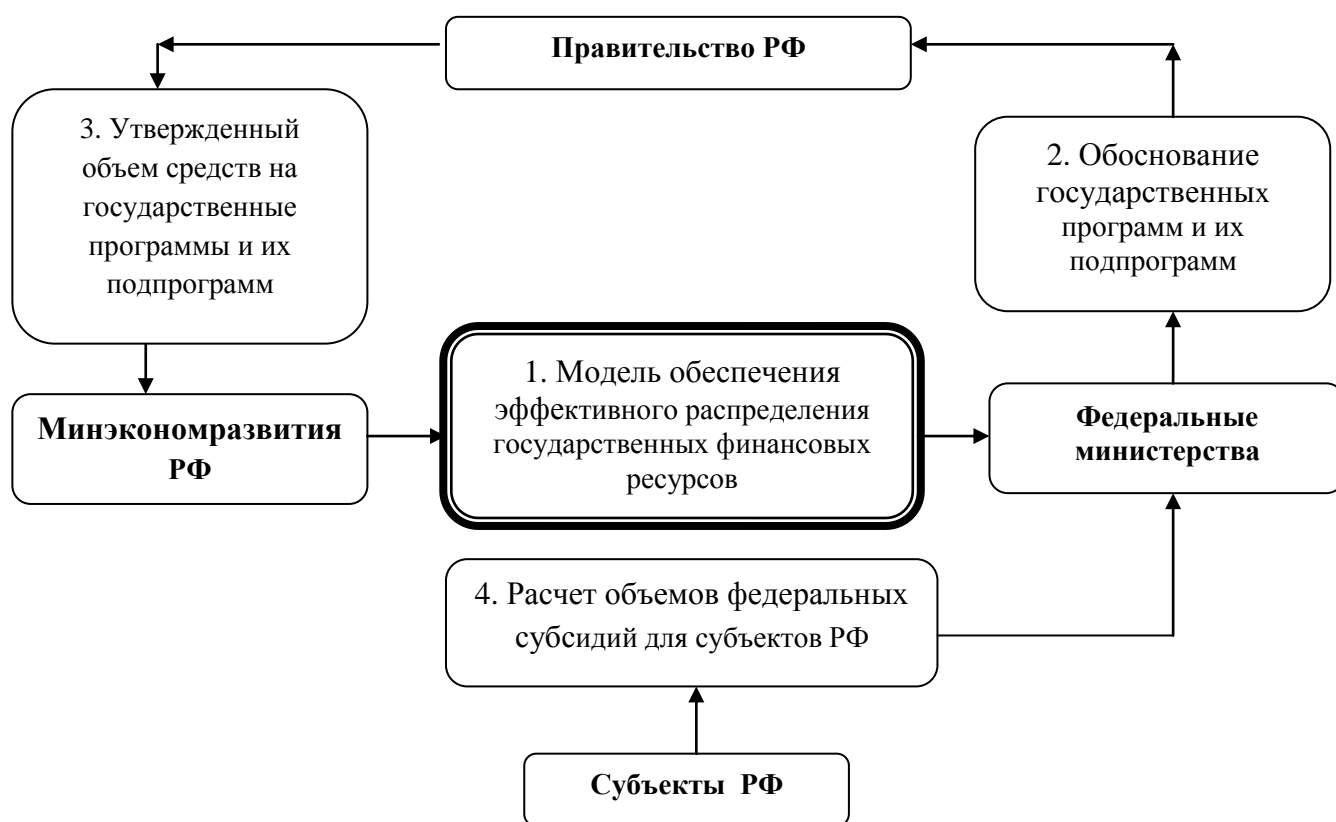 Правительство РФ
3. Утвержденный
объем средств на
государственные
программы и их
подпрограмм
2. Обоснование
государственных
программ и их
подпрограмм
1. Модель обеспечения
эффективного распределения
государственных финансовых
ресурсов
Минэкономразвития
РФ
Федеральные
министерства
4. Расчет объемов федеральных
субсидий для субъектов РФ
Субъекты РФ